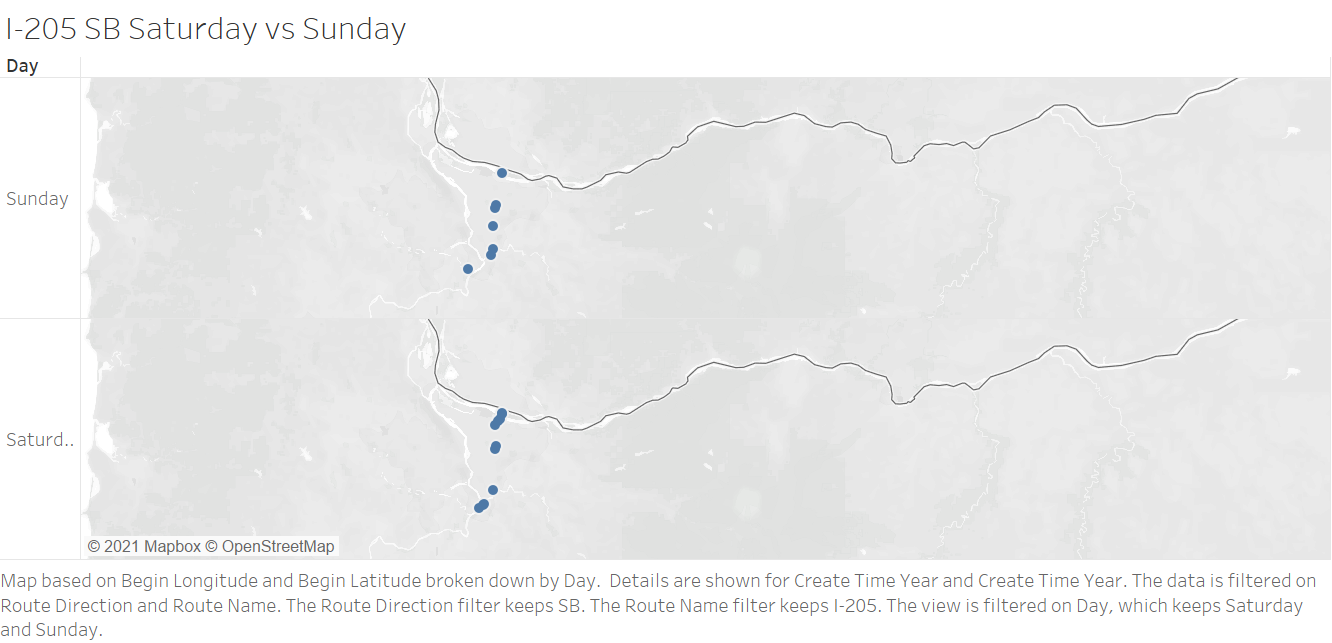 I-205 SB Saturday vs Sunday
Day
Sunday
Saturd..
© 2021 Mapbox © OpenStreetMap
Map based on Begin Longitude and Begin Latitude broken down by Day.  Details are shown for Create Time Year and Create Time Year. The data is filtered on
Route Direction and Route Name. The Route Direction filter keeps SB. The Route Name filter keeps I-205. The view is filtered on Day, which keeps Saturday
and Sunday.